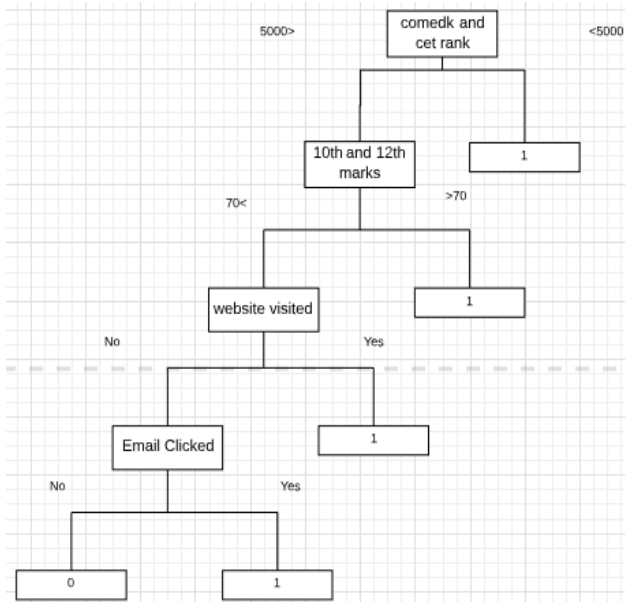 comedk and
cet rank
5000>
<5000
10th and 12th
marks
1
70<
>70
website visited
1
No
Yes
Email Clicked
1
No
Yes
0
1